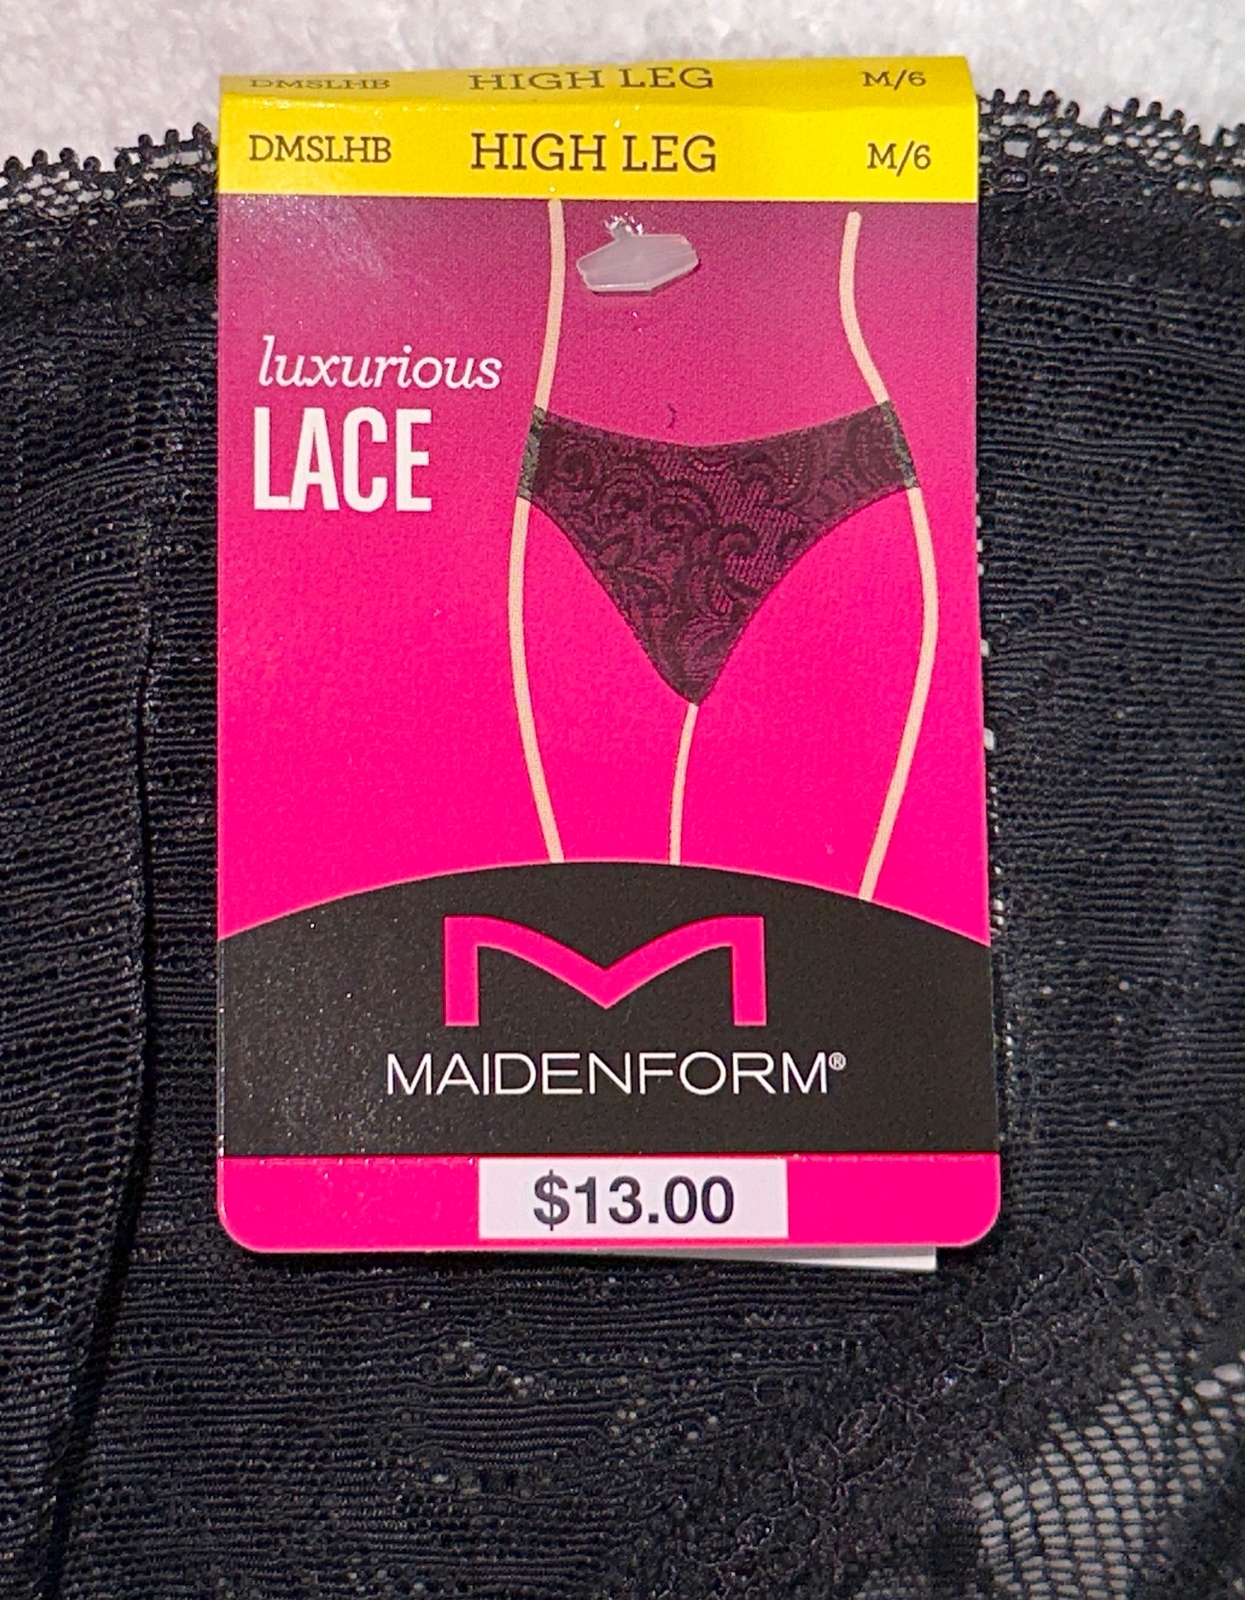 DMSLHB HIGH LEG M/6
DMSLHB HIGH LEG M/6
luxurious
LACE
MAIDENFORM®
$13.00